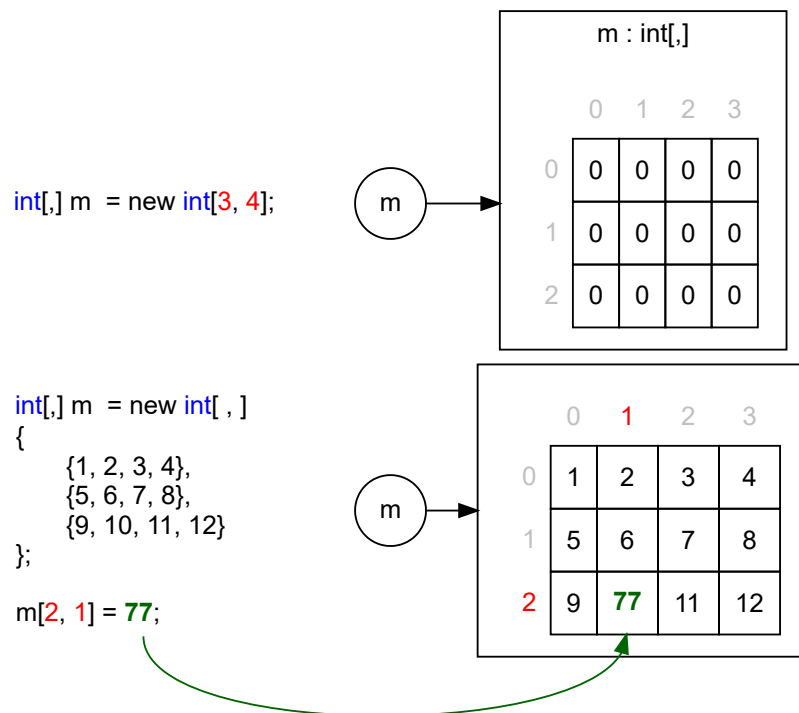 m : int[,]
0 1 2 3
0 0 0 0 0
int[,] m  = new int[3, 4];
m
1 0 0 0 0
2 0 0 0 0
int[,] m  = new int[ , ]
{
{1, 2, 3, 4},
{5, 6, 7, 8},
{9, 10, 11, 12}
};
m[2, 1] = 77;
m
0 1 2 3
0 1 2 3 4
1 5 6 7 8
2 9 77 11 12